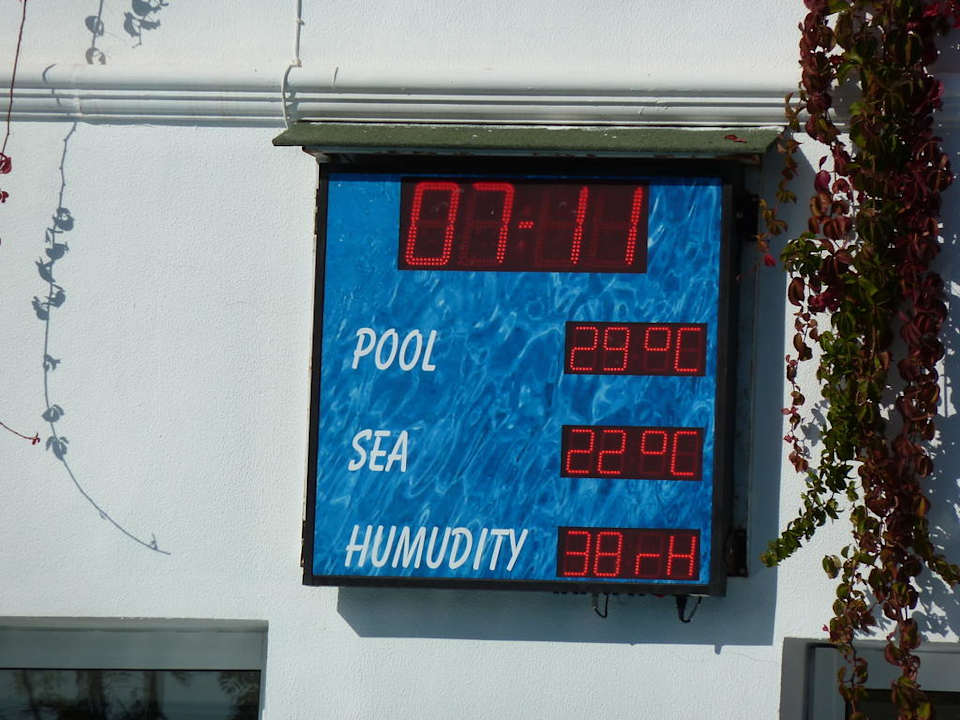 07-11
POOL 29°C
SEA 22°C
HUMUDITY 38rH